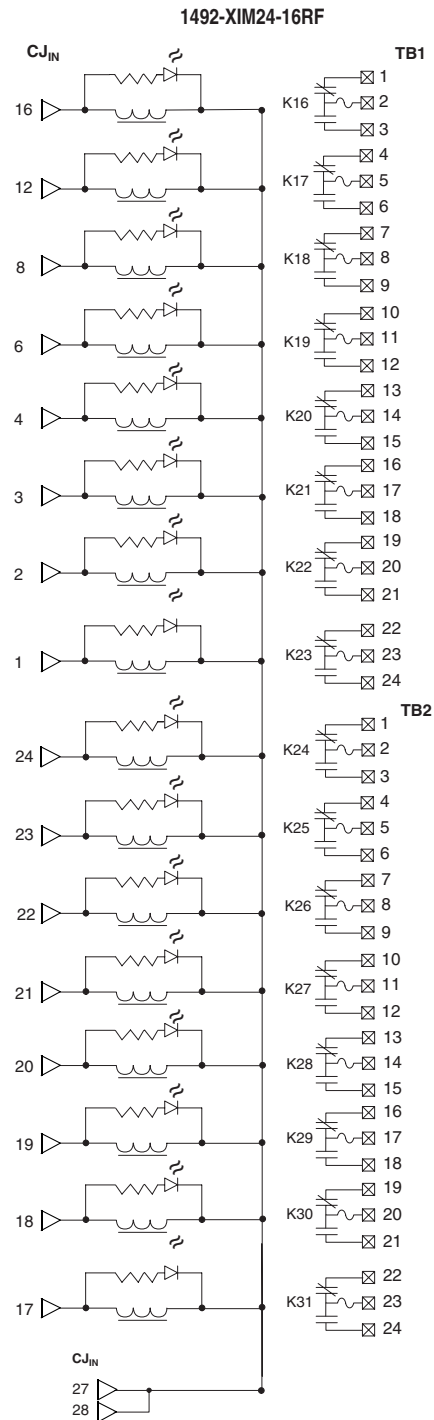 1492-XIM24-16RF
CJIN TB1
16 K16 1
2
3
12 K17 4
5
6
8 K18 7
8
9
6 K19 10
11
12
4 K20 13
14
15
3 K21 16
17
18
2 K22 19
20
21
1 K23 22
23
24
TB2
24 K24 1
2
3
23 K25 4
5
6
22 K26 7
8
9
21 K27 10
11
12
20 K28 13
14
15
19 K29 16
17
18
18 K30 19
20
21
17 K31 22
23
24
CJIN
27
28